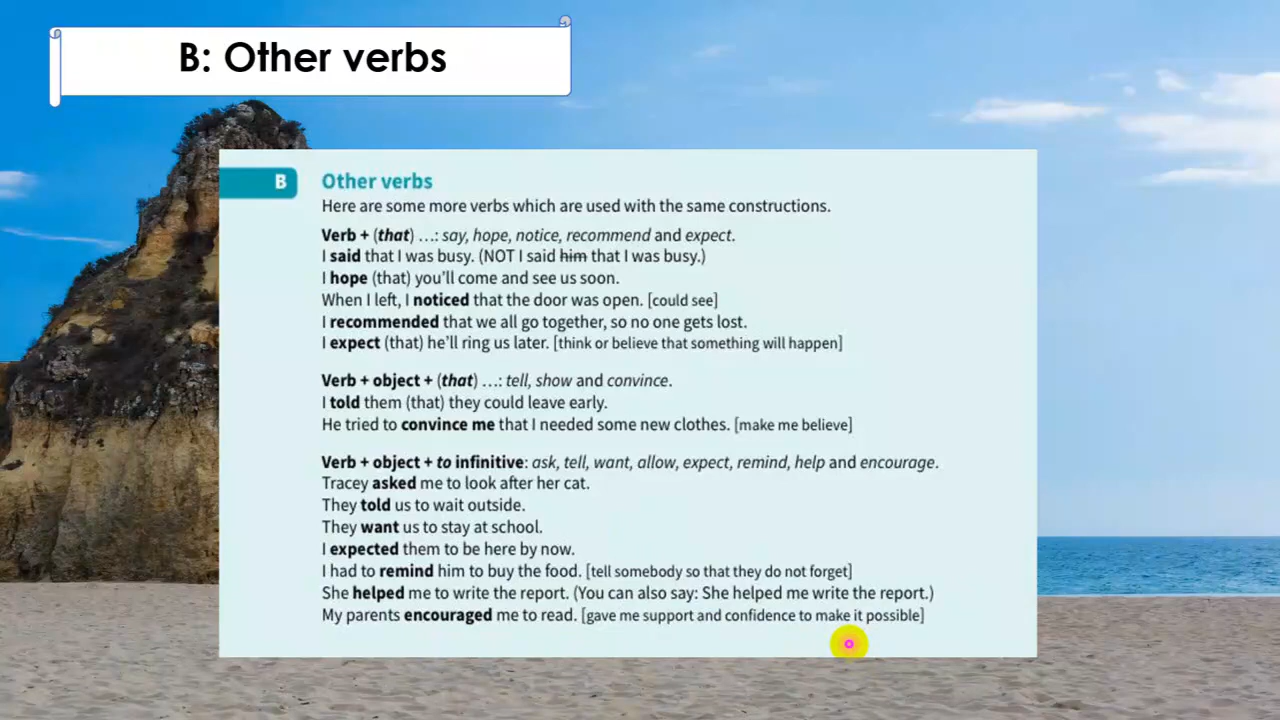 B: Other verbs
B Other verbs
Here are some more verbs which are used with the same constructions.
Verb + (that) …: say, hope, notice, recommend and expect.
I said that I was busy. (NOT I said him that I was busy.)
I hope (that) you’ll come and see us soon.
When I left, I noticed that the door was open. [could see]
I recommended that we all go together, so no one gets lost.
I expect (that) he’ll ring us later. [think or believe that something will happen]
Verb + object + (that) …: tell, show and convince.
I told them (that) they could leave early.
He tried to convince me that I needed some new clothes. [make me believe]
Verb + object + to infinitive: ask, tell, want, allow, expect, remind, help and encourage.
Tracey asked me to look after her cat.
They told us to wait outside.
They want us to stay at school.
I expected them to be here by now.
I had to remind him to buy the food. [tell somebody so that they do not forget]
She helped me to write the report. (You can also say: She helped me write the report.)
My parents encouraged me to read. [gave me support and confidence to make it possible]